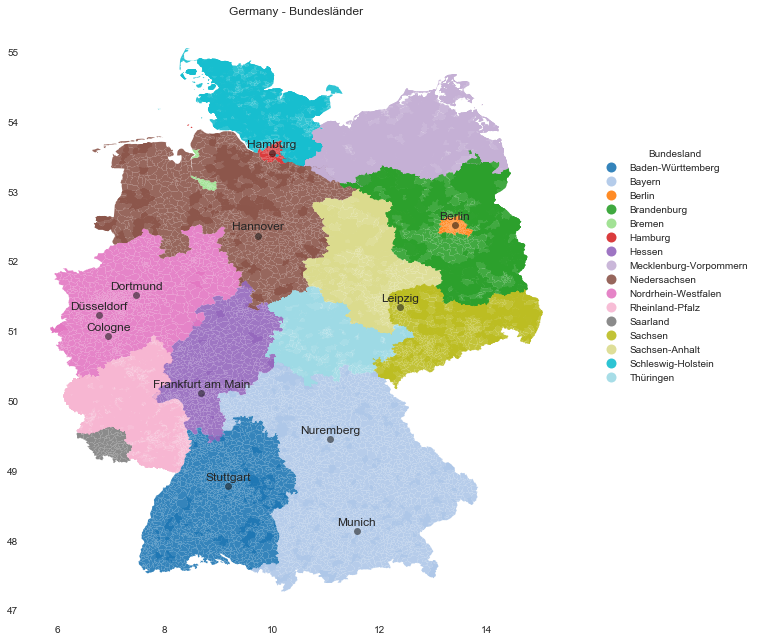 Germany - Bundesländer
55
54
53
52
51
50
49
48
47
6
8
10
12
14
Hamburg
Hannover
Berlin
Dortmund
Düsseldorf
Cologne
Leipzig
Frankfurt am Main
Nuremberg
Stuttgart
Munich
Bundesland
Baden-Württemberg
Bayern
Berlin
Brandenburg
Bremen
Hamburg
Hessen
Mecklenburg-Vorpommern
Niedersachsen
Nordrhein-Westfalen
Rheinland-Pfalz
Saarland
Sachsen
Sachsen-Anhalt
Schleswig-Holstein
Thüringen